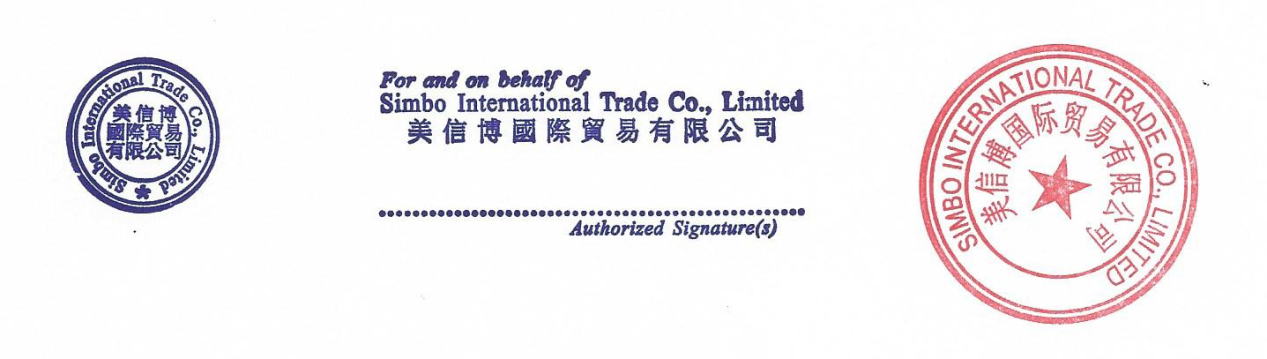 Simbo International Trade Co., Limited
美信博
國際貿易
有限公司
For and on behalf of
Simbo International Trade Co., Limited
美信博國際貿易有限公司
Authorized Signature(s)
SIMBO INTERNATIONAL TRADE CO., LIMITED
美信博国际贸易有限公司